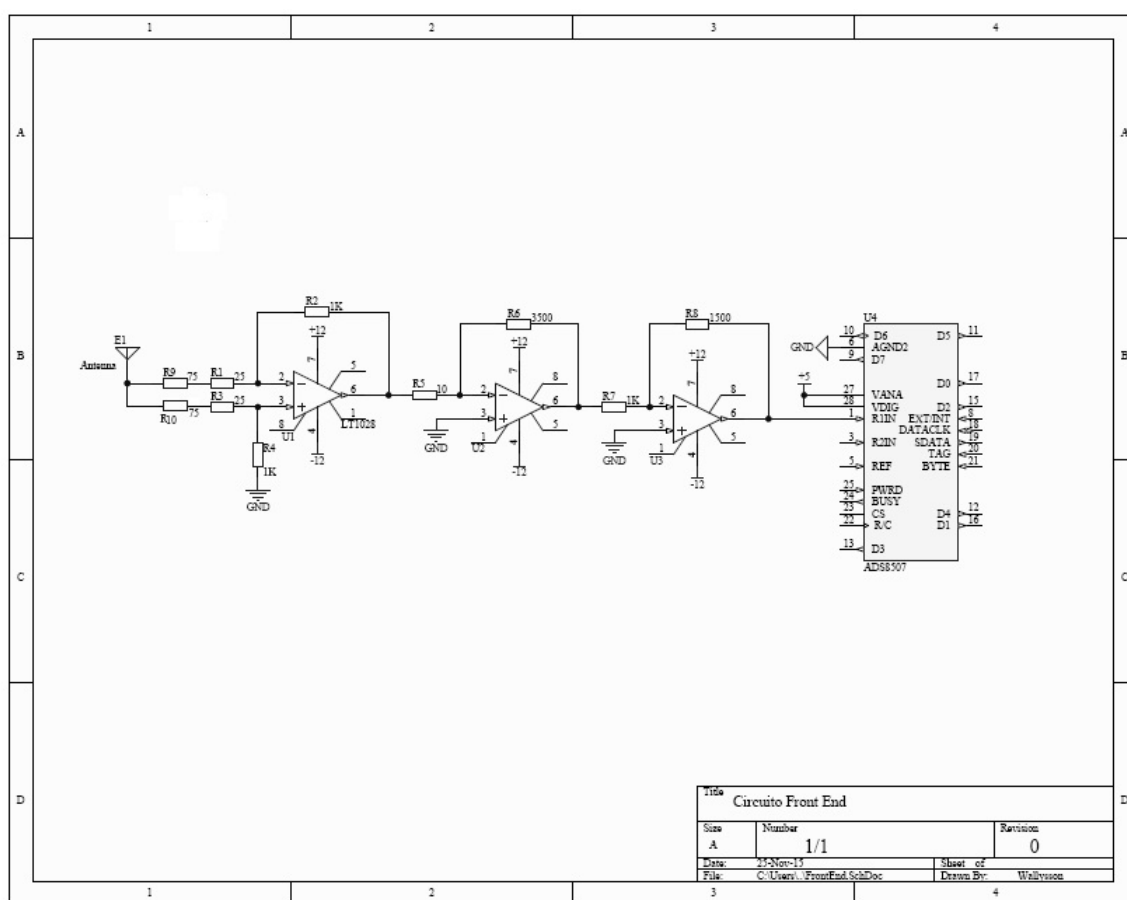 1 2 3 4
A A
B B
C C
D D
E1
Antenna
R9 75 R1 25
R10 75 R3 25
R2 1K
R4
1K
GND
+12
7
2
3
6
5
1
8
4
U1
LT1028
-12
R5 10
R6 3500
+12
7
2
3
6
8
5
1
4
U2
GND
-12
R7 1K
R8 1500
+12
7
2
3
6
8
5
1
4
U3
GND
-12
U4
10 D6 D5 11
GND 6 AGND2
9 D7
D0 17
+5
27 VANA
28 VDIG D2 15
1 R1IN EXT/INT 8
DATACLK 18
3 R2IN SDATA 19
TAG 20
5 REF BYTE 21
25 PWRD
24 BUSY
23 CS D4 12
22 R/C D1 16
13 D3
ADS8507
Title
Circuito Front End
Size Number Revision
A 1/1 0
Date: 25-Nov-15 Sheet of
File: C:\Users\..\FrontEnd.SchDoc Drawn By: Wallysson
1 2 3 4